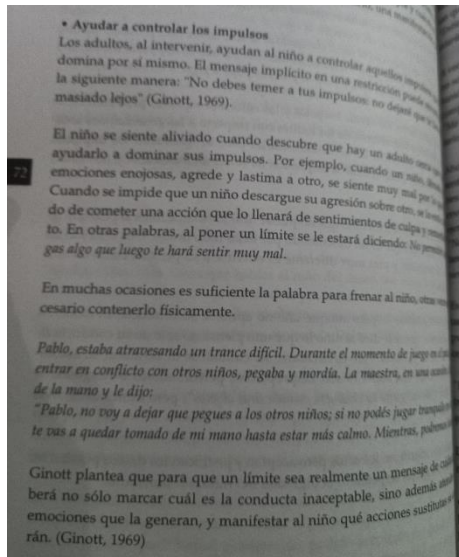 • Ayudar a controlar los impulsos
Los adultos, al intervenir, ayudan al niño a controlar aquellos
domina por sí mismo. El mensaje implícito en una restricción puede
la siguiente manera: "No debes temer a tus impulsos: no dejaré que
masiado lejos" (Ginott, 1969).
El niño se siente aliviado cuando descubre que hay un adulto
ayudarlo a dominar sus impulsos. Por ejemplo, cuando un niño,
72
emociones enojosas, agrede y lastima a otro, se siente muy mal por
Cuando se impide que un niño descargue su agresión sobre otro, se
do de cometer una acción que lo llenará de sentimientos de culpa y
to. En otras palabras, al poner un límite se le estará diciendo: No
gas algo que luego te hará sentir muy mal.
En muchas ocasiones es suficiente la palabra para frenar al niño, otras
cesario contenerlo físicamente.
Pablo, estaba atravesando un trance difícil. Durante el momento de juego
entrar en conflicto con otros niños, pegaba y mordía. La maestra, en una
de la mano y le dijo:
"Pablo, no voy a dejar que pegues a los otros niños; si no podés jugar
te vas a quedar tomado de mi mano hasta estar más calmo. Mientras,
Ginott plantea que para que un límite sea realmente un mensaje de
berá no sólo marcar cuál es la conducta inaceptable, sino además
emociones que la generan, y manifestar al niño qué acciones
rán. (Ginott, 1969)